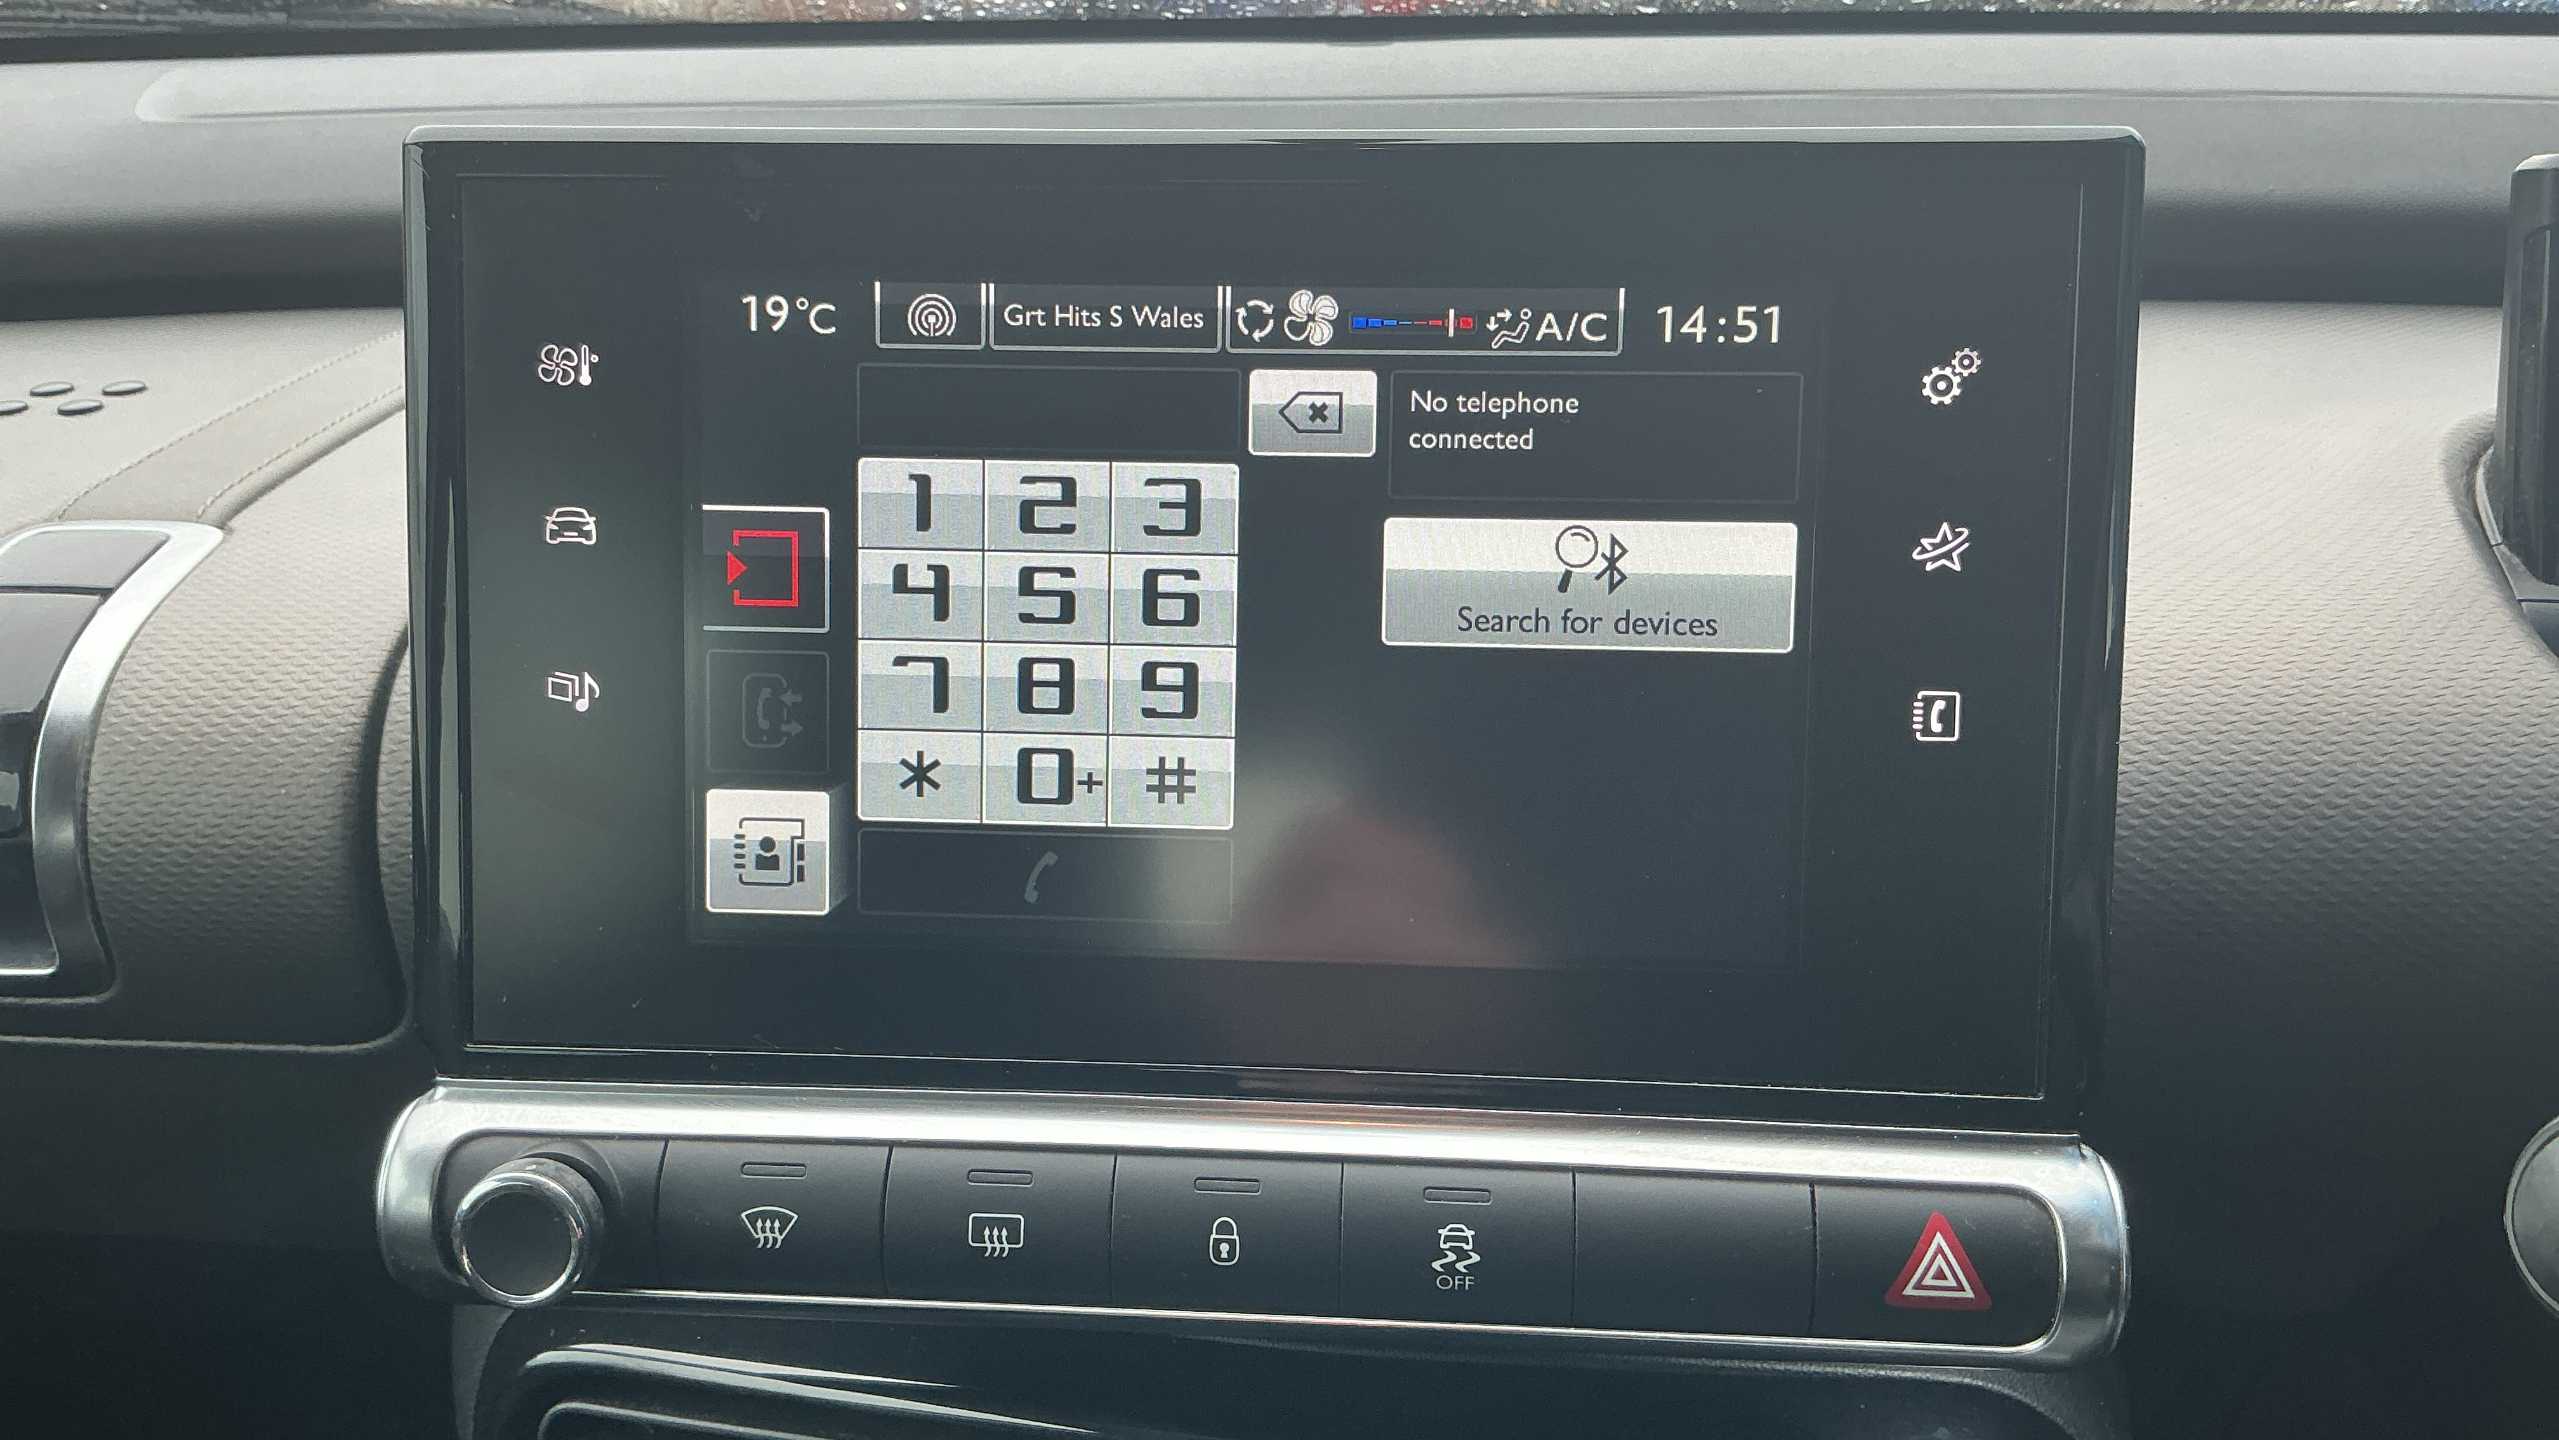 19°C
Grt Hits S Wales
A/C
14:51
No telephone
connected
1 2 3
4 5 6
7 8 9
* 0+ #
Search for devices
OFF